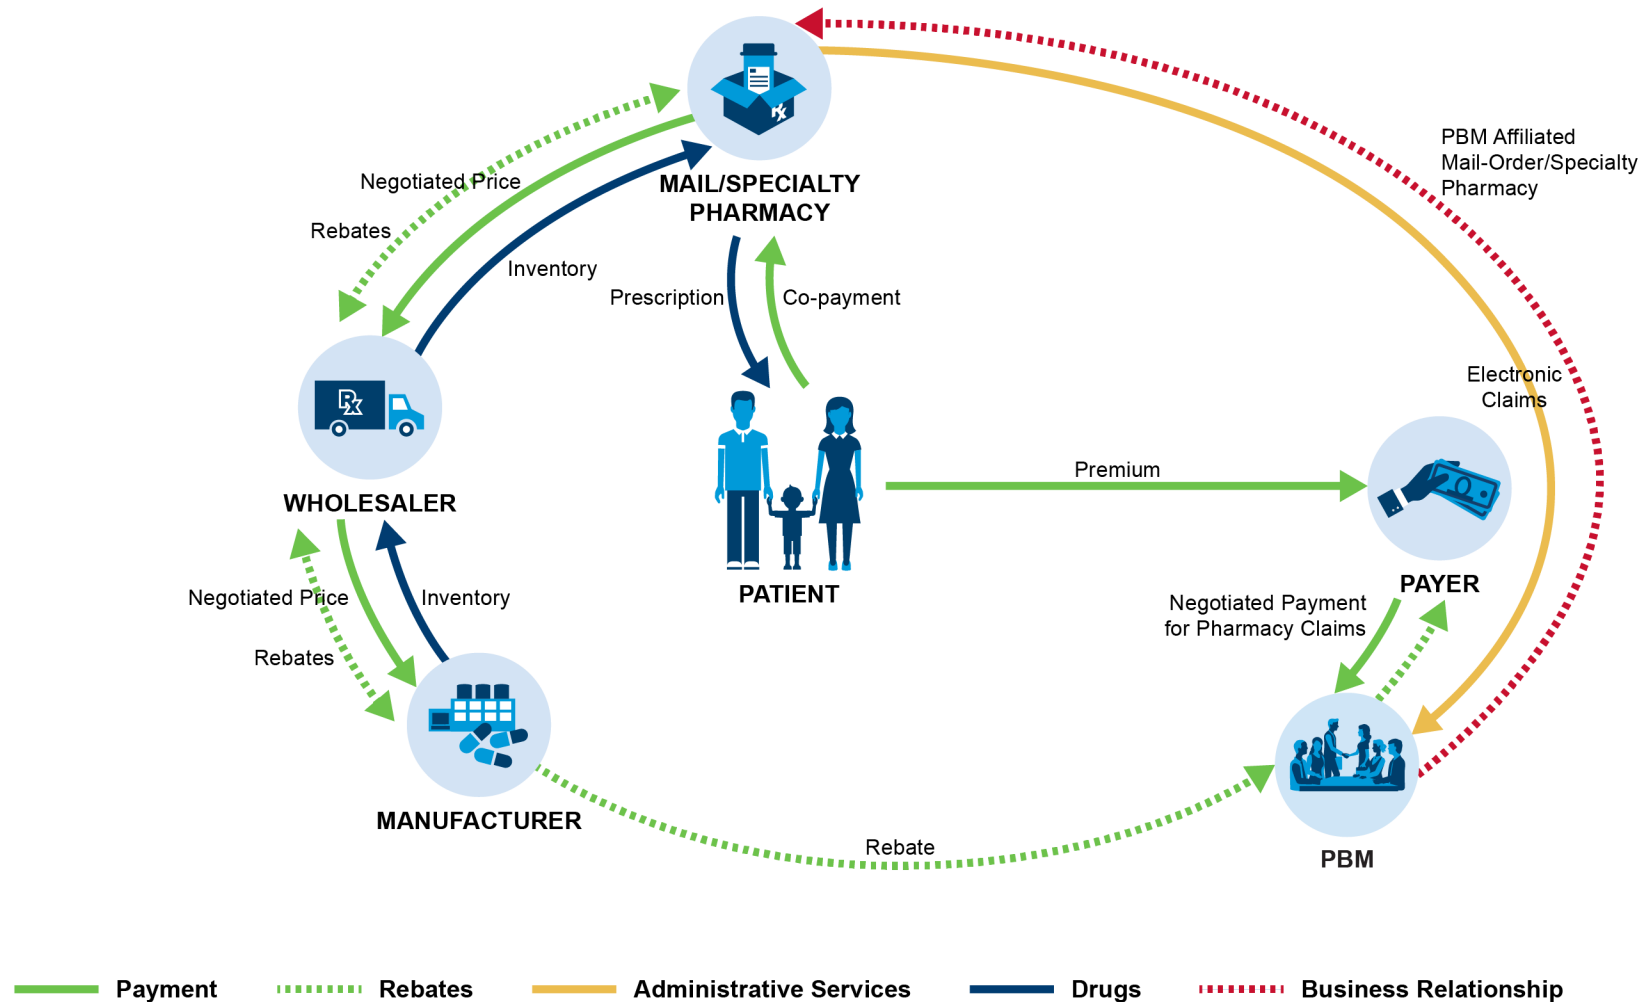 PBM Affiliated
Mail-Order/Specialty
Pharmacy
MAIL/SPECIALTY
PHARMACY
Negotiated Price
Rebates
Inventory
Prescription
Co-payment
Rx
Electronic
Claims
Premium
WHOLESALER
PATIENT
PAYER
Negotiated Price
Inventory
Rebates
Negotiated Payment
for Pharmacy Claims
MANUFACTURER
Rebate
PBM
Payment
Rebates
Administrative Services
Drugs
Business Relationship